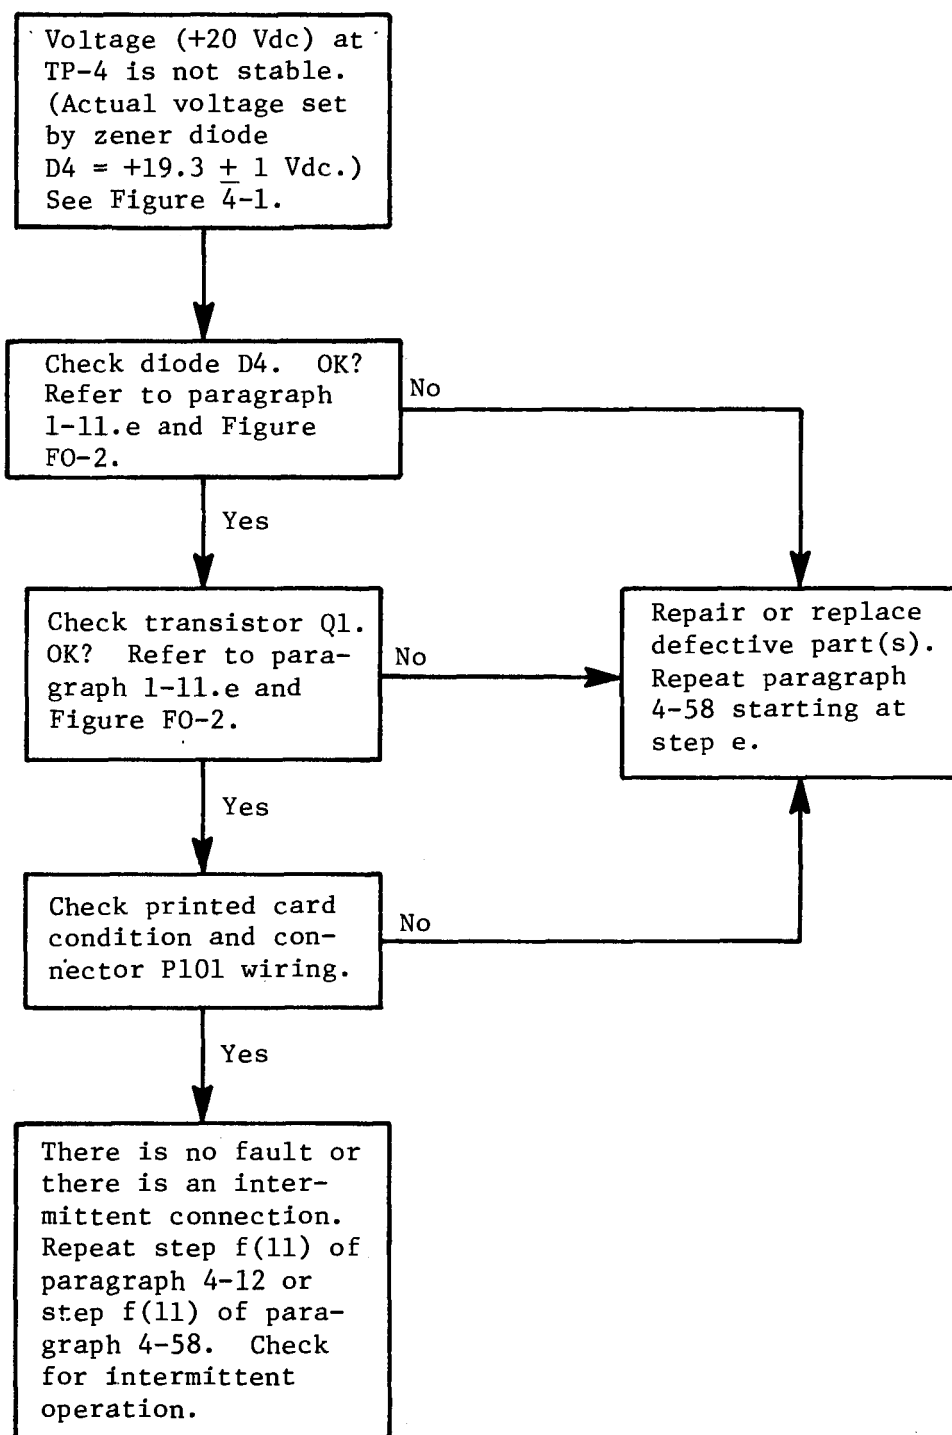 Voltage (+20 Vdc) at
TP-4 is not stable.
(Actual voltage set
by zener diode
D4 = +19.3 ± 1 Vdc.)
See Figure 4-1.
Check diode D4. OK?
Refer to paragraph
1-11.e and Figure
FO-2.
No
Yes
Check transistor Q1.
OK? Refer to para-
graph 1-11.e and
Figure FO-2.
No
Repair or replace
defective part(s).
Repeat paragraph
4-58 starting at
step e.
Yes
Check printed card
condition and con-
nector P101 wiring.
No
Yes
There is no fault or
there is an inter-
mittent connection.
Repeat step f(11) of
paragraph 4-12 or
step f(11) of para-
graph 4-58. Check
for intermittent
operation.